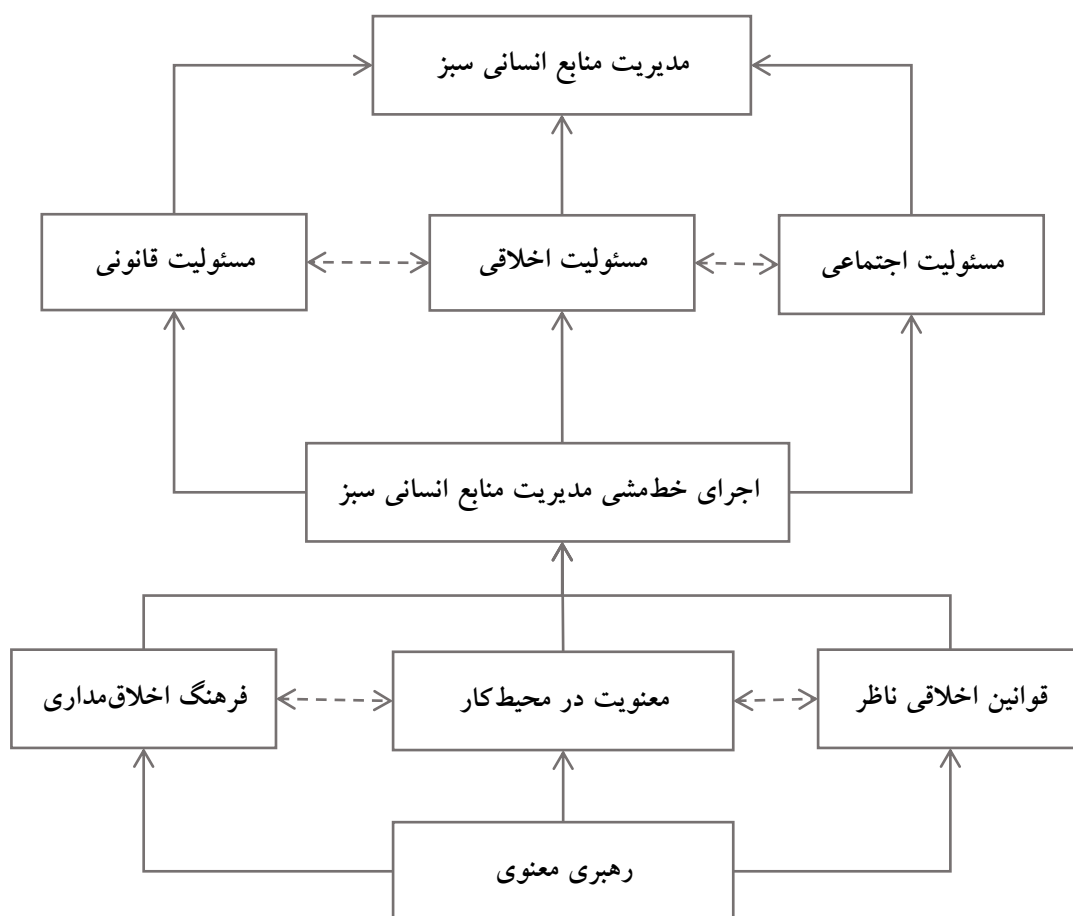 مدیریت منابع انسانی سبز
مسئولیت اجتماعی
مسئولیت اخلاقی
مسئولیت قانونی
اجرای خط‌مشی مدیریت منابع انسانی سبز
قوانین اخلاقی ناظر
معنویت در محیط‌کار
فرهنگ اخلاق‌مداری
رهبری معنوی